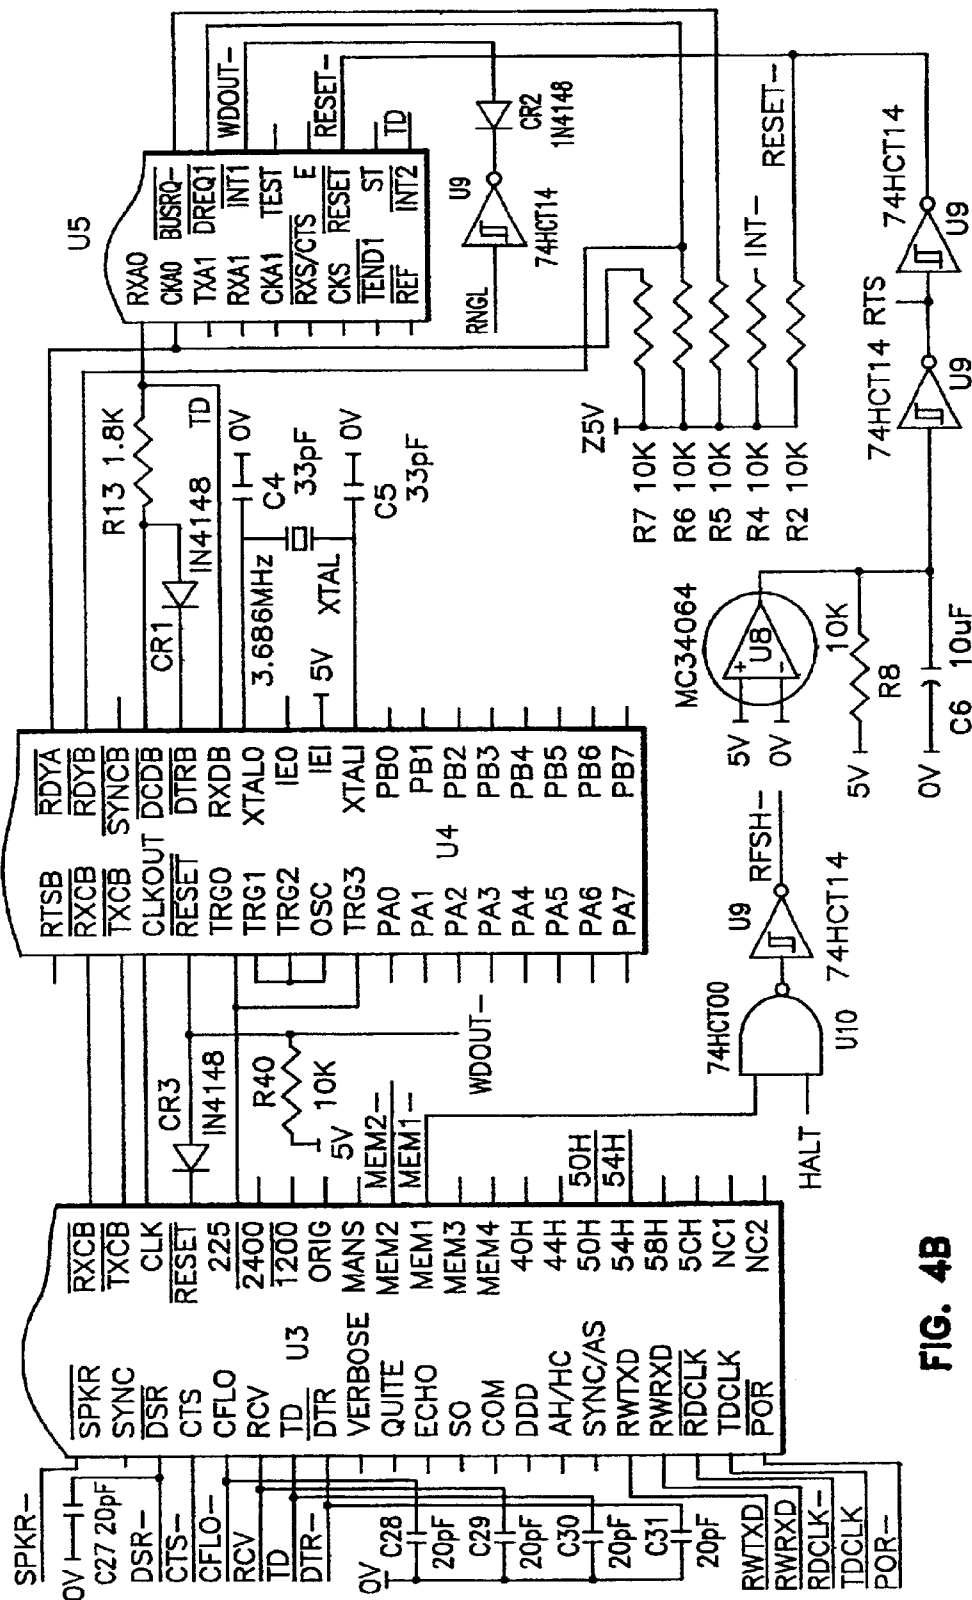 SPKR–
0V
C27 20pF
DSR–
CTS–
CFLO–
RCV
TD
DTR–
0V
C28
20pF
C29
20pF
C30
20pF
C31
20pF
RWTXD
RWRXD
RDCLK–
TDCLK
POR–
SPKR
SYNC
DSR
CTS
CFLO
RCV
TD
DTR
VERBOSE
QUITE
ECHO
SO
COM
DDD
AH/HC
SYNC/AS
RWTXD
RWRXD
RDCLK
TDCLK
POR
U3
RXCB
TXCB
CLK
RESET
225
2400
1200
ORIG
MANS
MEM2
MEM1
MEM3
MEM4
40H
44H
50H
54H
58H
5CH
NC1
NC2
CR3
IN4148
R40
10K
5V
MEM2–
MEM1–
50H
54H
WDOUT–
HALT
74HCT00
U10
U9
74HCT14
RFSH–
RTSB
RXCB
TXCB
CLKOUT
RESET
TRG0
TRG1
TRG2
OSC
TRG3
PA0
PA1
PA2
PA3
PA4
PA5
PA6
PA7
U4
RDYA
RDYB
SYNCB
DCDB
DTRB
RXDB
XTAL0
IEO
IEI
XTALI
PB0
PB1
PB2
PB3
PB4
PB5
PB6
PB7
CR1
IN4148
R13 1.8K
TD
3.686MHz
XTAL
5V
C4
33pF
0V
C5
33pF
0V
U5
RXA0
CKA0
TXA1
RXA1
CKA1
RXS/CTS
CKS
TEND1
REF
BUSRQ–
DREQ1
INT1
TEST
E
RESET
ST
INT2
WDOUT–
RESET–
TD
RNGL
U9
74HCT14
CR2
1N4148
Z5V
R7 10K
R6 10K
R5 10K
R4 10K
R2 10K
INT–
RESET–
MC34064
U8
+
–
5V
0V
10K
R8
5V
0V
C6
10uF
74HCT14
U9
RTS
74HCT14
U9
FIG. 4B